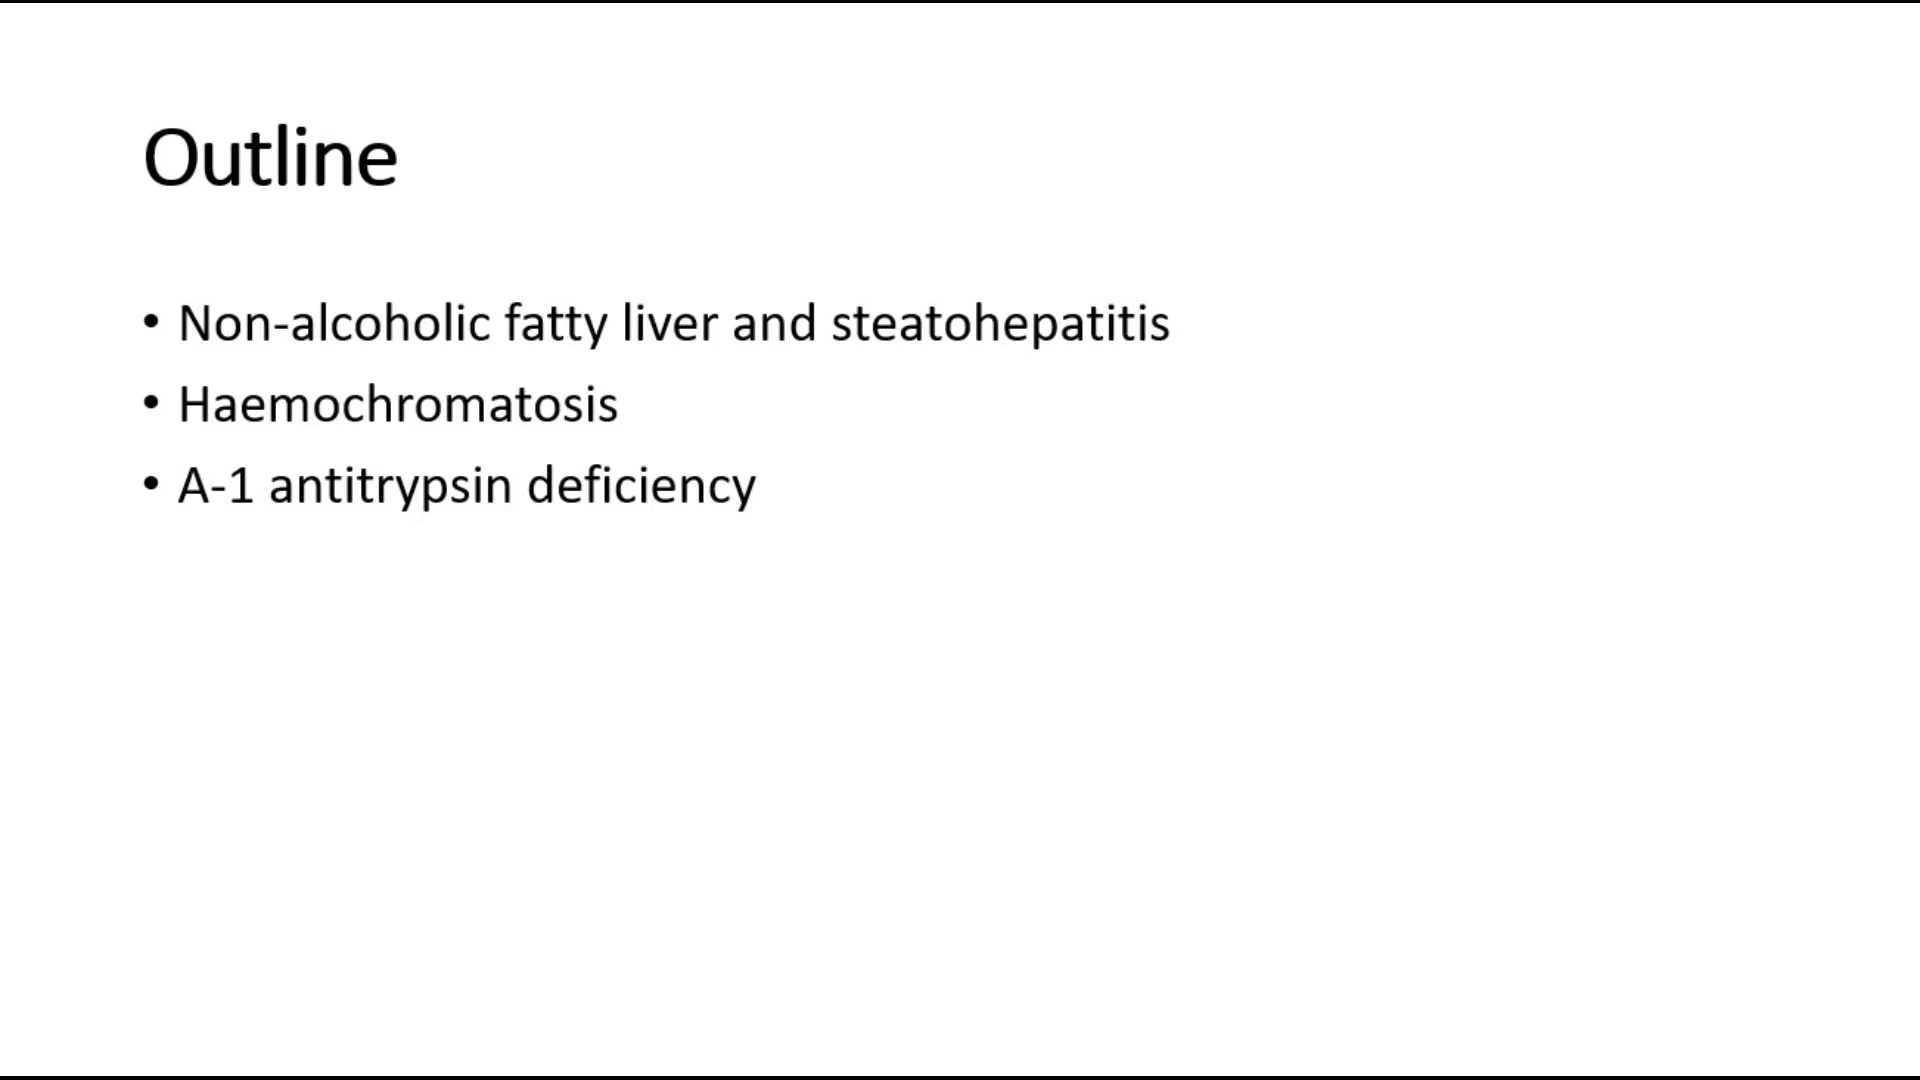 Outline
• Non-alcoholic fatty liver and steatohepatitis
• Haemochromatosis
• A-1 antitrypsin deficiency